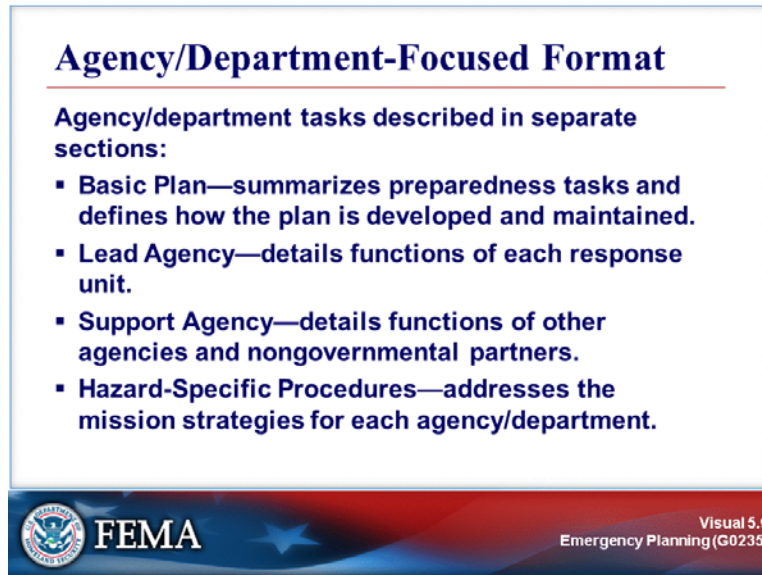 Agency/Department-Focused Format
Agency/department tasks described in separate
sections:
▪ Basic Plan—summarizes preparedness tasks and
defines how the plan is developed and maintained.
▪ Lead Agency—details functions of each response
unit.
▪ Support Agency—details functions of other
agencies and nongovernmental partners.
▪ Hazard-Specific Procedures—addresses the
mission strategies for each agency/department.
FEMA
Visual 5.
Emergency Planning (G0235